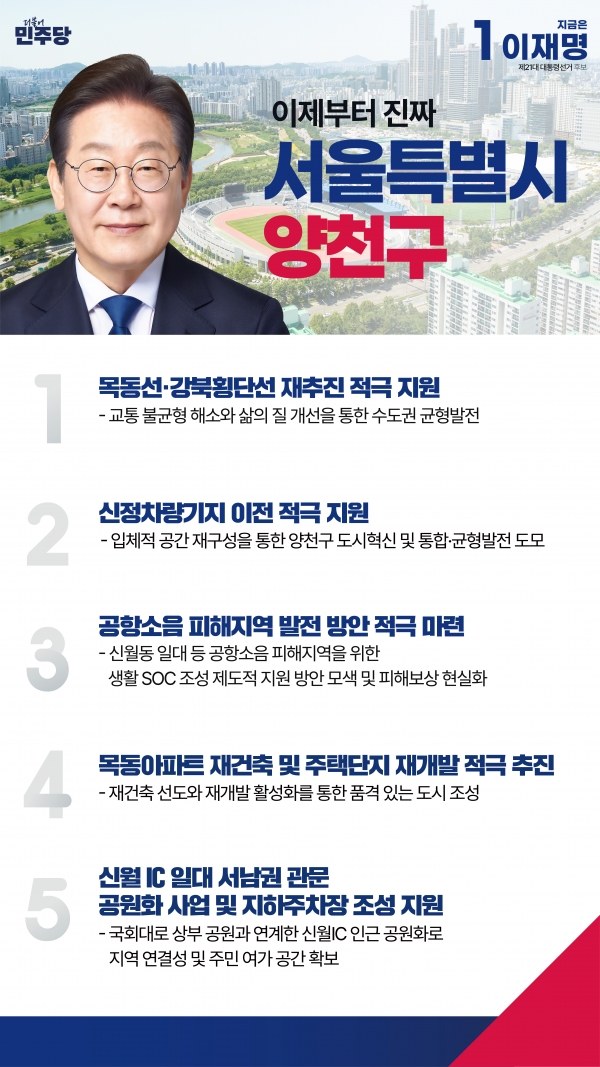 더불어
민주당
지금은
1 이재명
제21대 대통령선거 후보
이제부터 진짜
서울특별시
양천구
1
목동선·강북횡단선 재추진 적극 지원
- 교통 불균형 해소와 삶의 질 개선을 통한 수도권 균형발전
2
신정차량기지 이전 적극 지원
- 입체적 공간 재구성을 통한 양천구 도시혁신 및 통합·균형발전 도모
3
공항소음 피해지역 발전 방안 적극 마련
- 신월동 일대 등 공항소음 피해지역을 위한
생활 SOC 조성 제도적 지원 방안 모색 및 피해보상 현실화
4
목동아파트 재건축 및 주택단지 재개발 적극 추진
- 재건축 선도와 재개발 활성화를 통한 품격 있는 도시 조성
5
신월 IC 일대 서남권 관문
공원화 사업 및 지하주차장 조성 지원
- 국회대로 상부 공원과 연계한 신월IC 인근 공원화로
지역 연결성 및 주민 여가 공간 확보